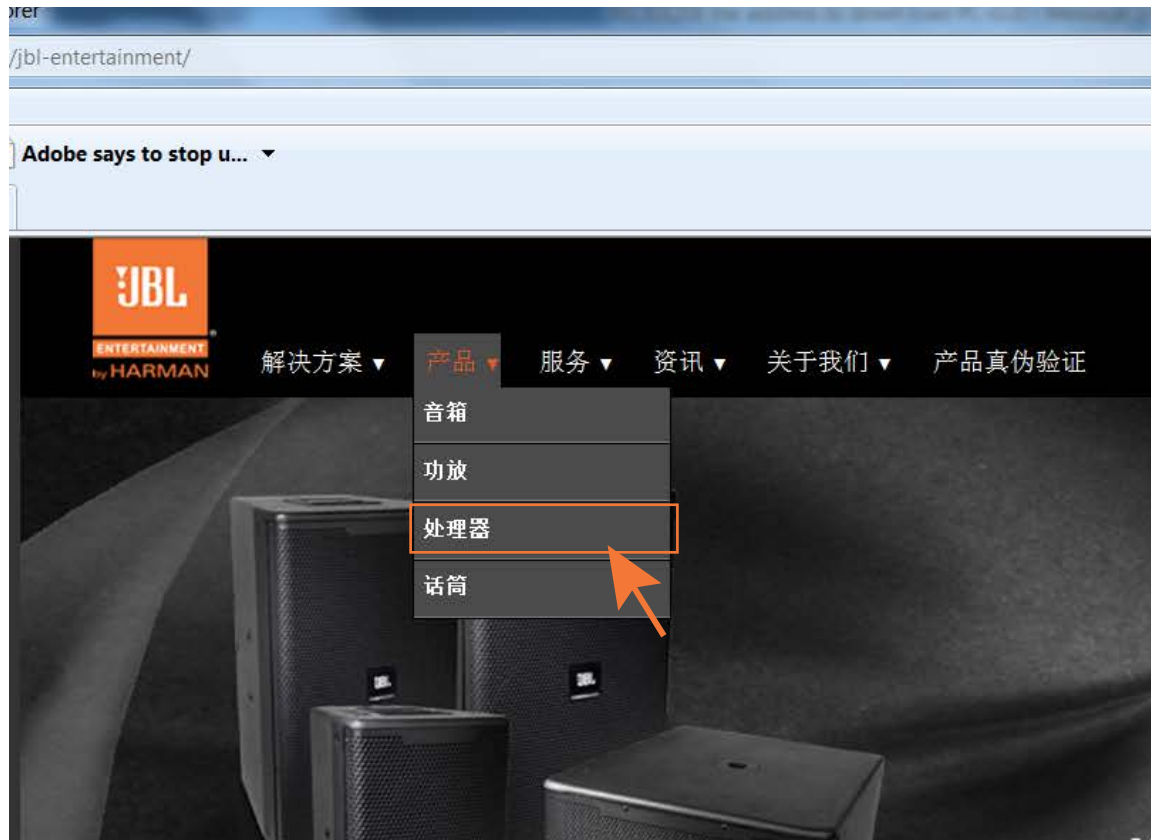 orer
/jbl-entertainment/
Adobe says to stop u...
JBL
ENTERTAINMENT
by HARMAN
解决方案 ▼ 产品 ▼ 服务 ▼ 资讯 ▼ 关于我们 ▼ 产品真伪验证
音箱
功放
处理器
话筒
JBL
JBL